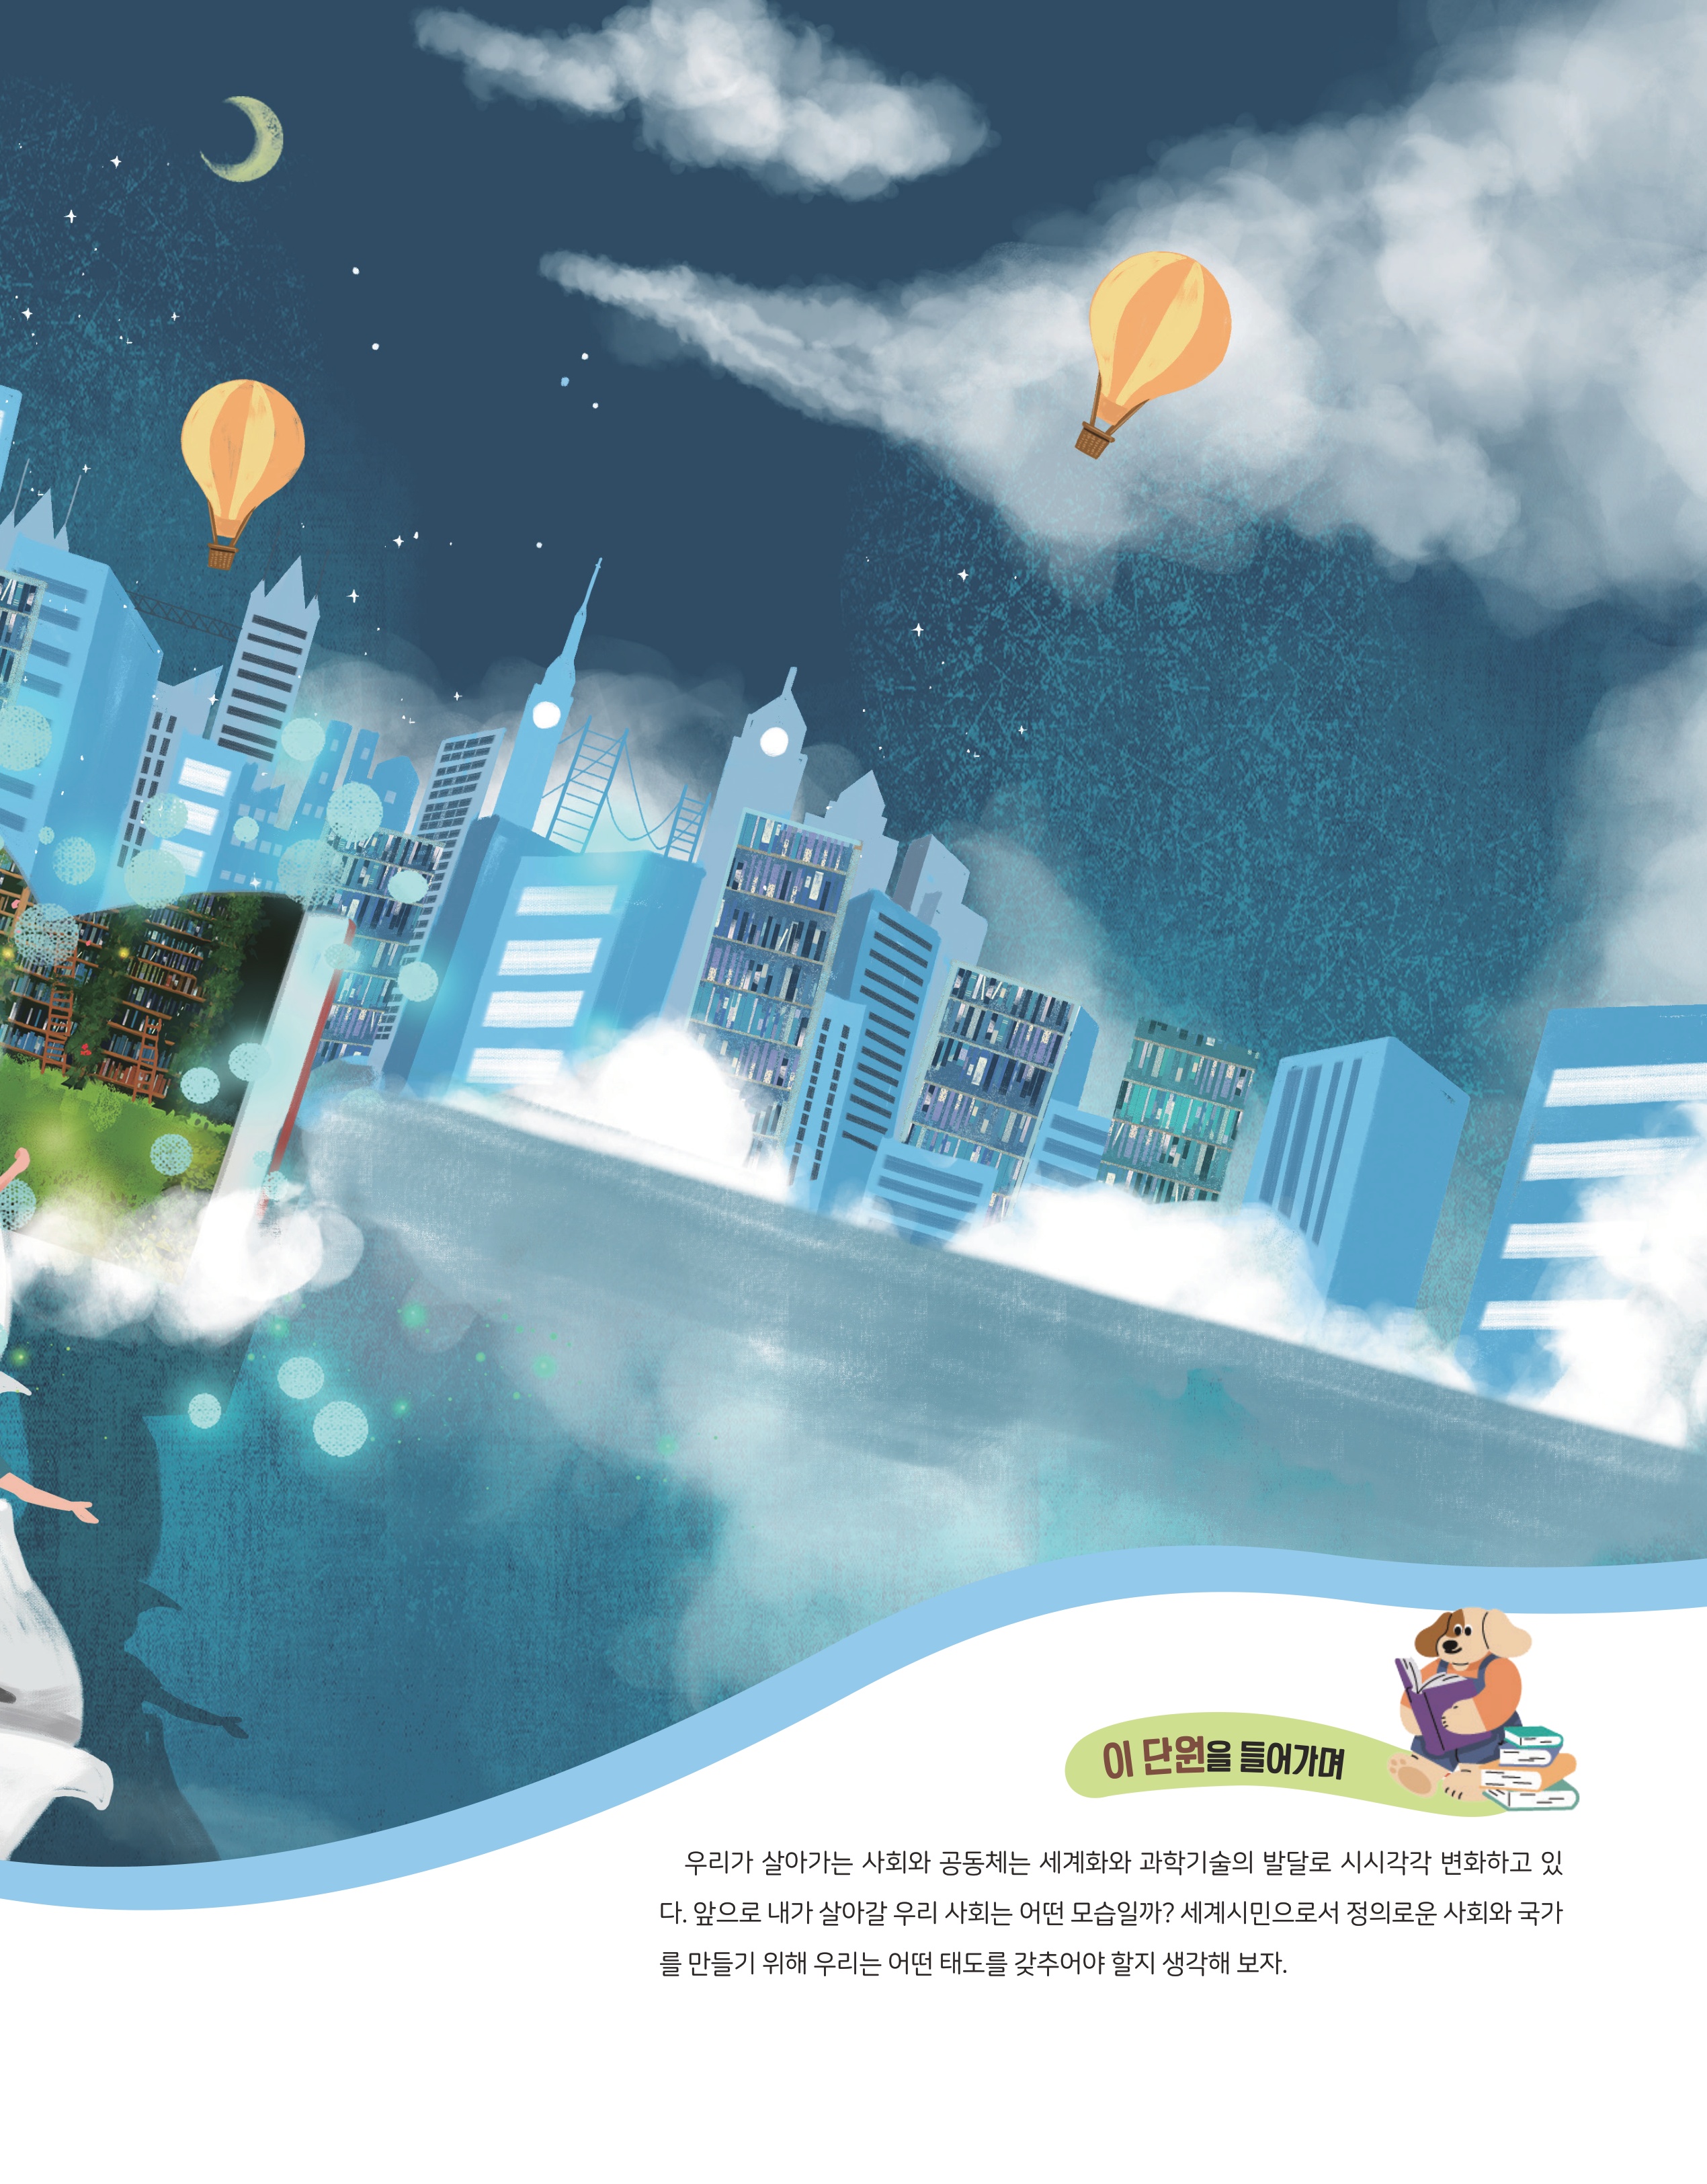 이 단원을 들어가며
우리가 살아가는 사회와 공동체는 세계화와 과학기술의 발달로 시시각각 변화하고 있
다. 앞으로 내가 살아갈 우리 사회는 어떤 모습일까? 세계시민으로서 정의로운 사회와 국가
를 만들기 위해 우리는 어떤 태도를 갖추어야 할지 생각해 보자.